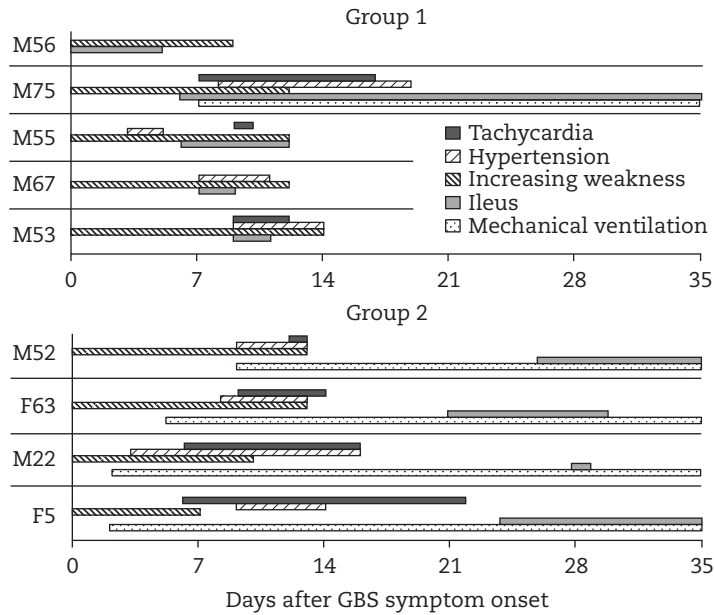 Group 1
M56
M75
M55
M67
M53
Tachycardia
Hypertension
Increasing weakness
Ileus
Mechanical ventilation
0 7 14 21 28 35
Group 2
M52
F63
M22
F5
0 7 14 21 28 35
Days after GBS symptom onset